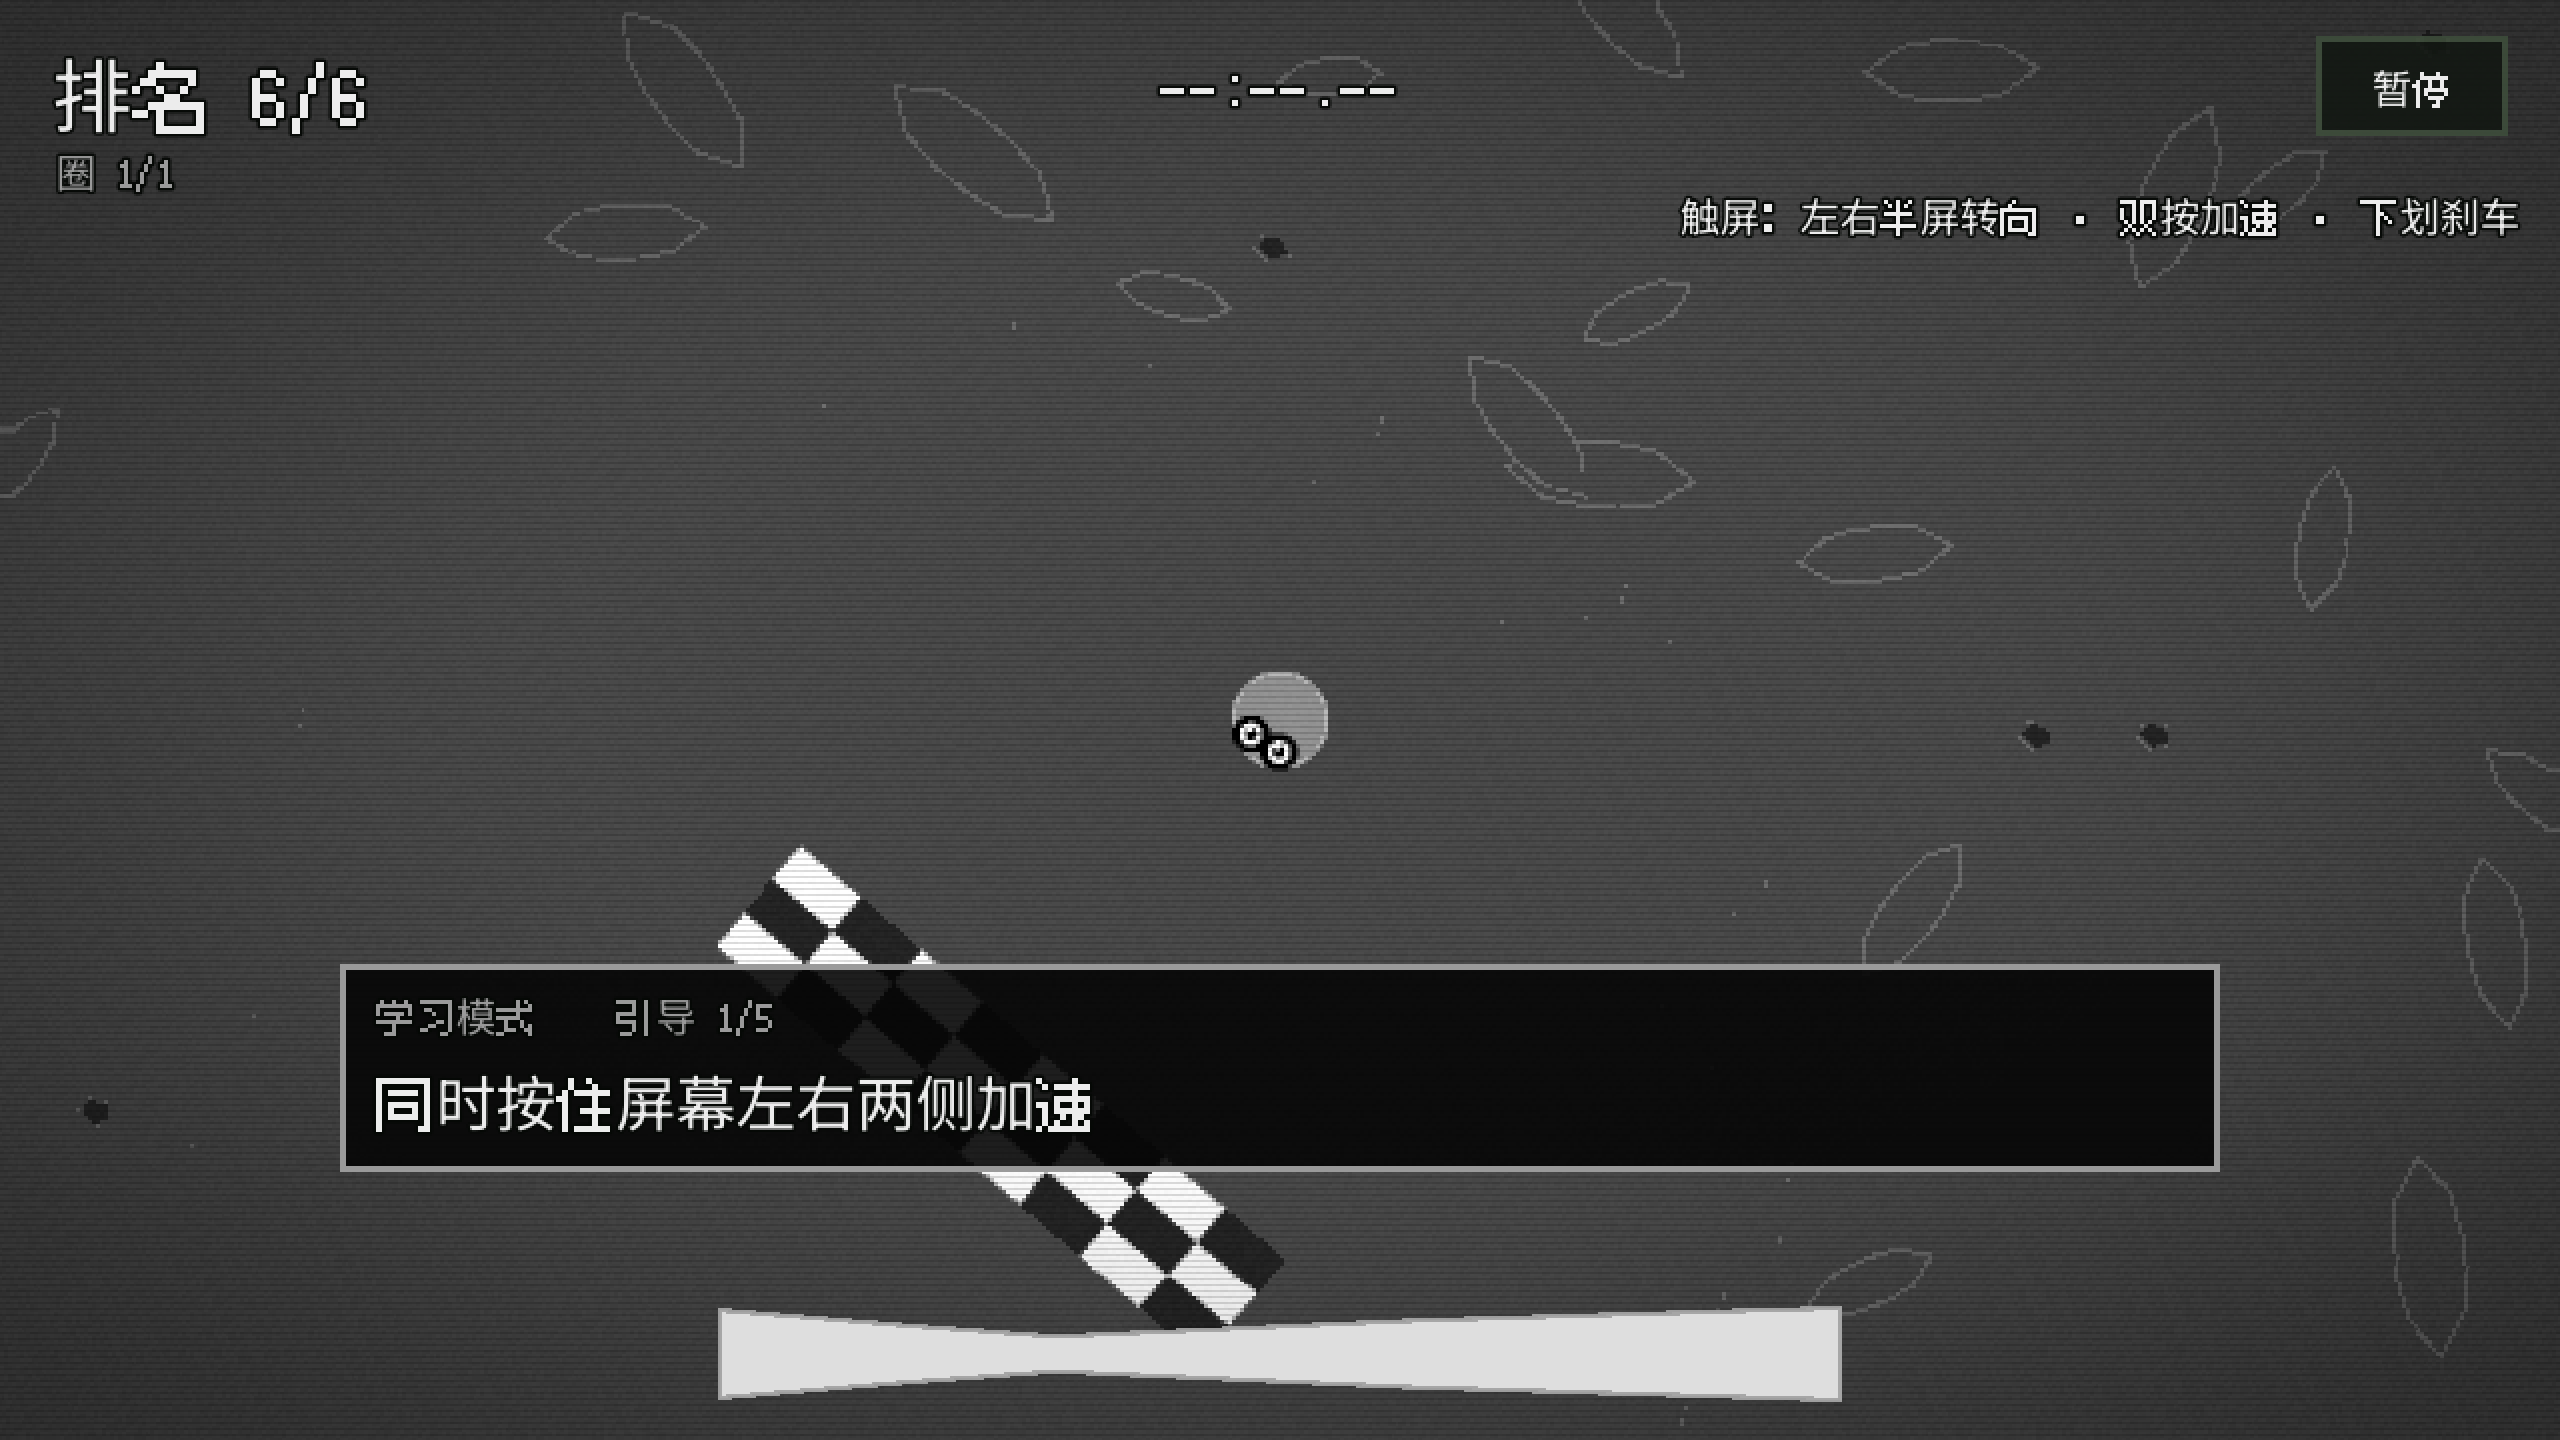 排名 6/6
圈 1/1
--:--.--
暂停
触屏：左右半屏转向 · 双按加速 · 下划刹车
学习模式 引导 1/5
同时按住屏幕左右两侧加速